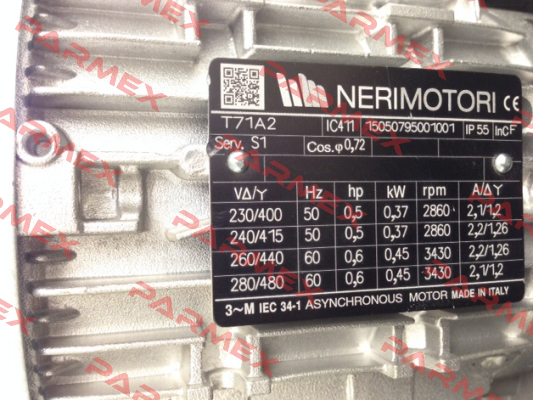 NERIMOTORI CE
T71A2 IC411 15050795001001 IP 55 Incl F
Serv. S1 Cos.φ 0,72
VΔ/Y Hz hp kW rpm A/Δ Y
230/400 50 0,5 0,37 2860 2,1/1,2
240/415 50 0,5 0,37 2860 2,2/1,26
260/440 60 0,6 0,45 3430 2,2/1,26
280/480 60 0,6 0,45 3430 2,1/1,2
3~M IEC 34-1 ASYNCHRONOUS MOTOR MADE IN ITALY
PARMEX
PARMEX
PARMEX
PARMEX
PARMEX
PARMEX